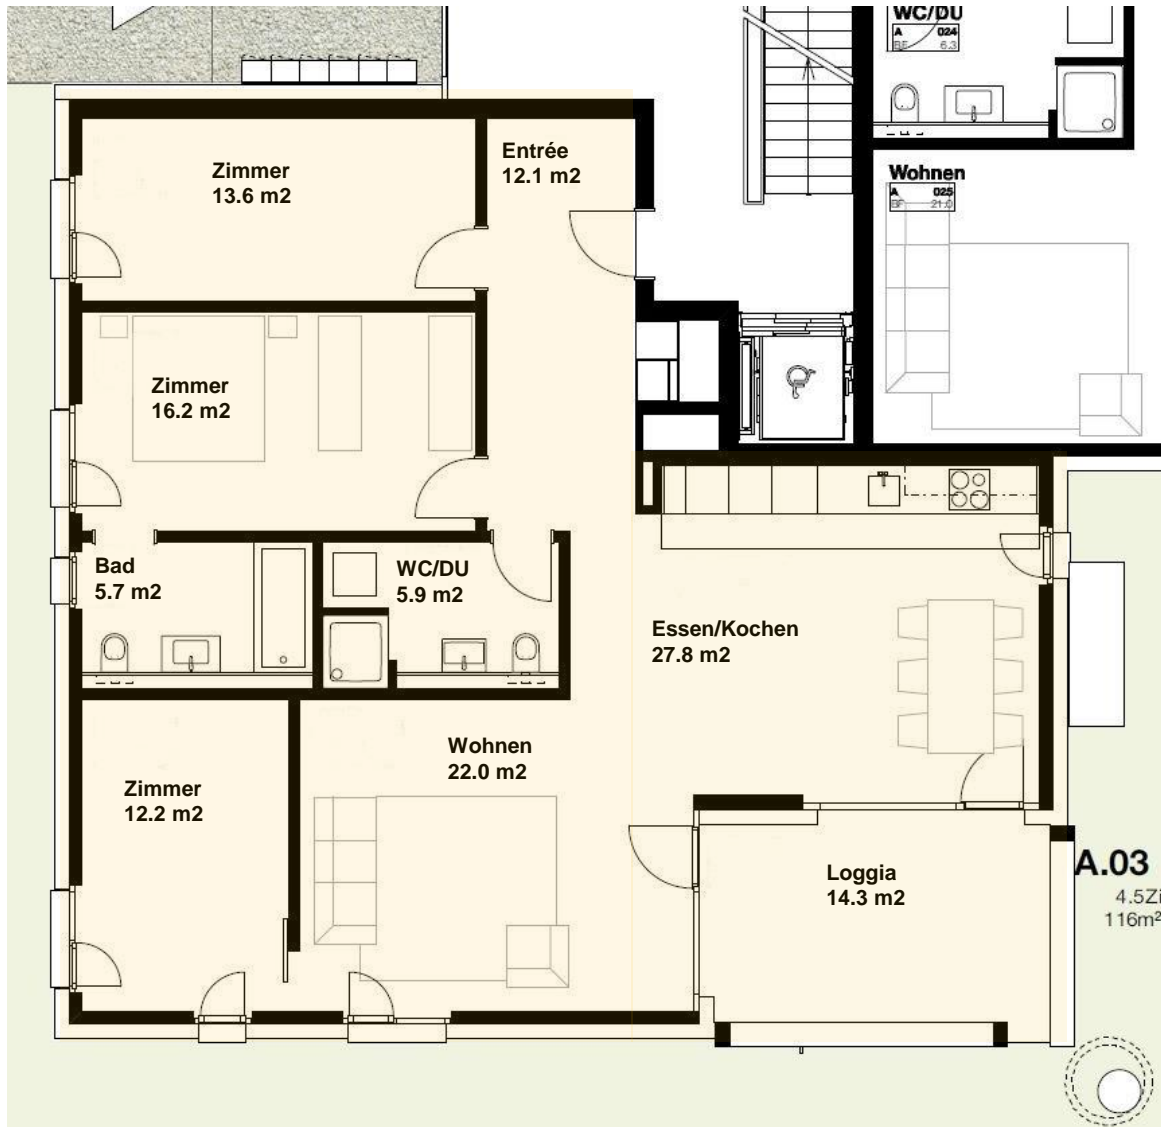 WC/DU
A 024
BF 6.3
Zimmer
13.6 m2
Entrée
12.1 m2
Wohnen
A 025
BF 21.0
Zimmer
16.2 m2
Bad
5.7 m2
WC/DU
5.9 m2
Essen/Kochen
27.8 m2
Wohnen
22.0 m2
Zimmer
12.2 m2
Loggia
14.3 m2
A.03
4.5Zi
116m²